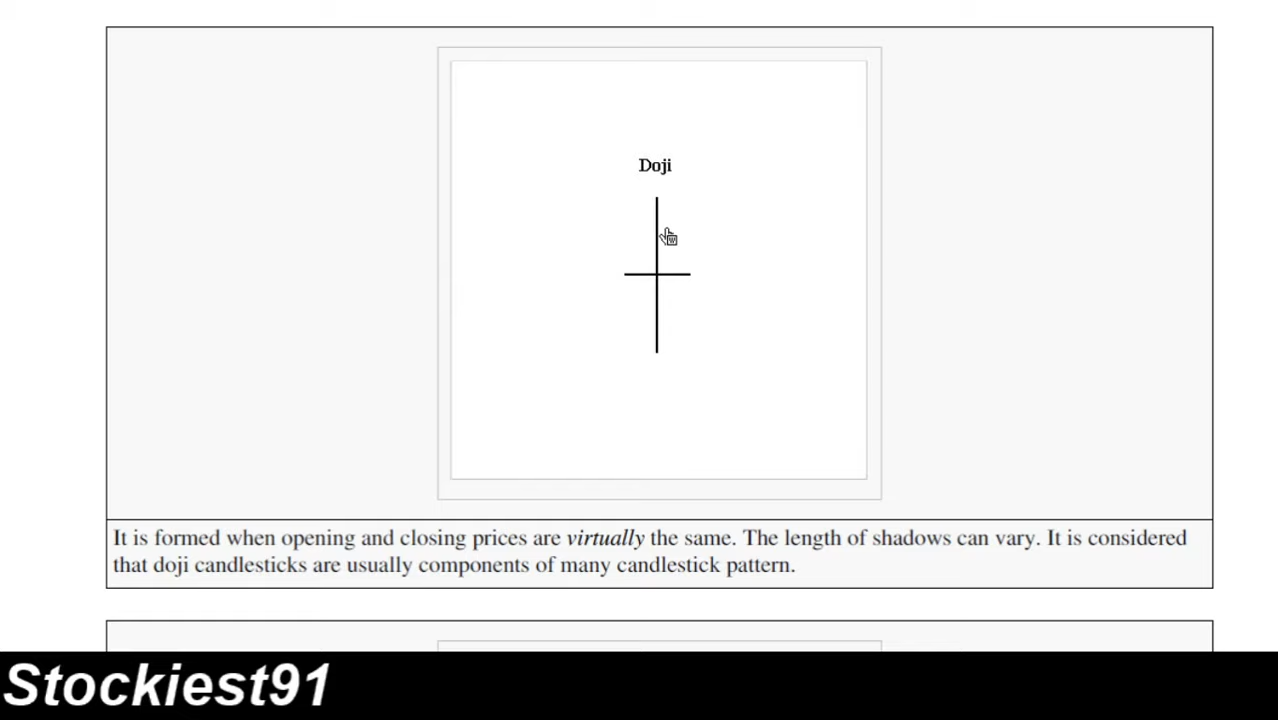 Doji
It is formed when opening and closing prices are virtually the same. The length of shadows can vary. It is considered
that doji candlesticks are usually components of many candlestick pattern.
Stockiest91